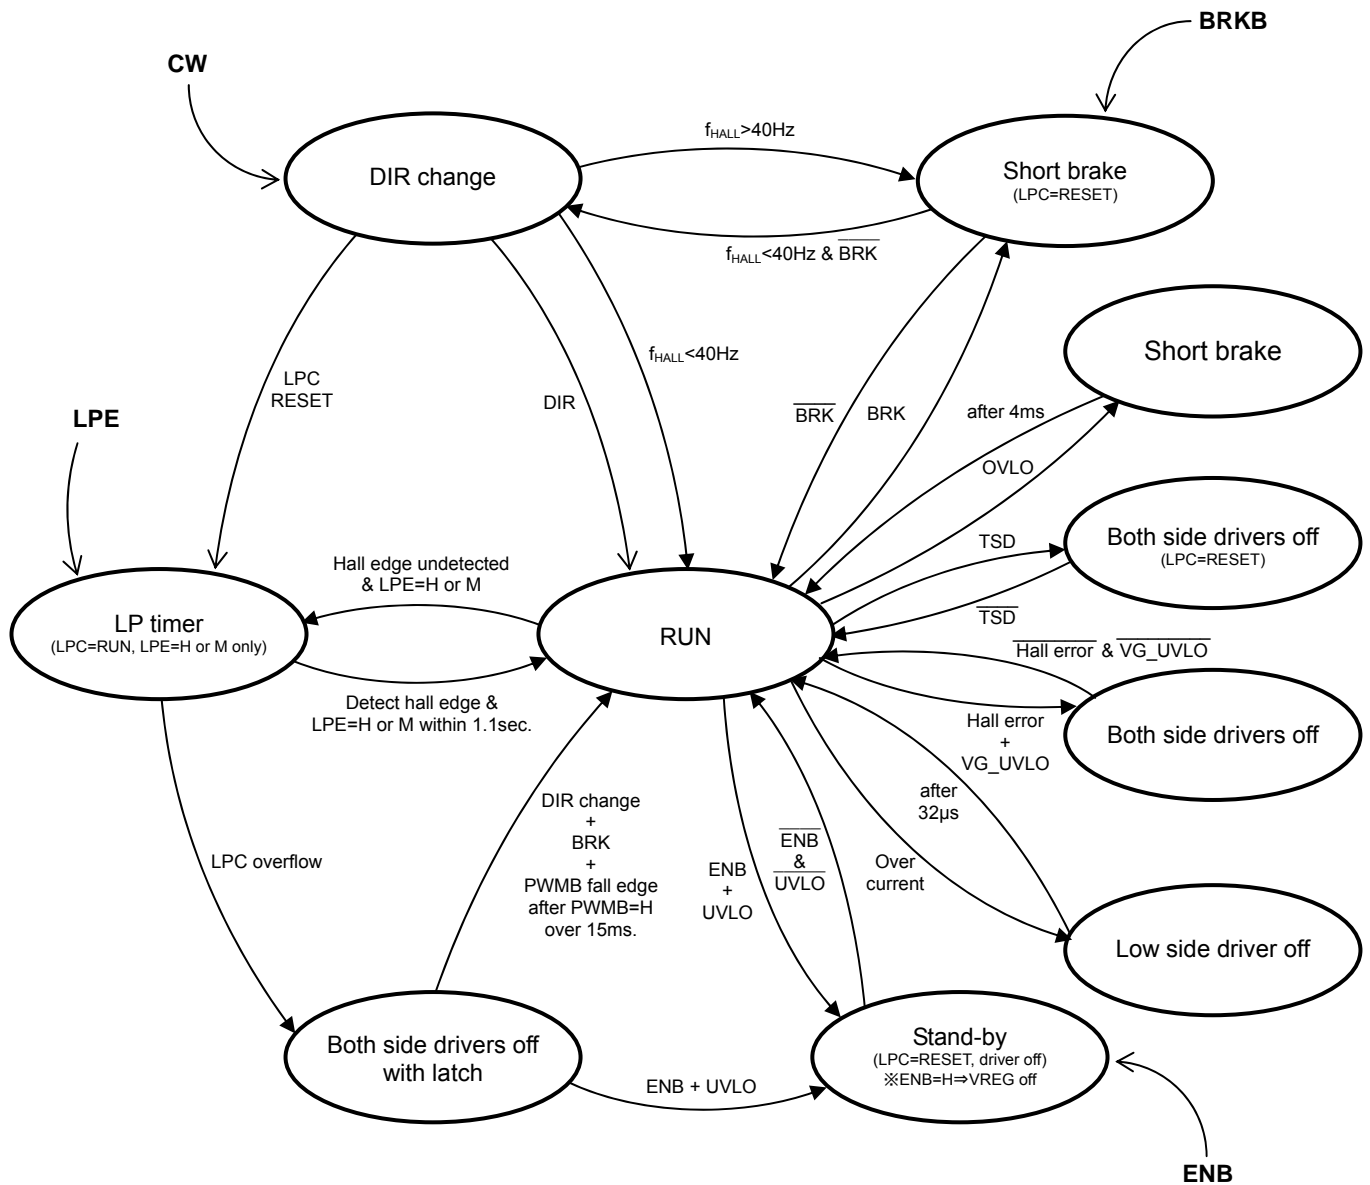 BRKB
CW
fHALL>40Hz
DIR change
Short brake
(LPC=RESET)
fHALL<40Hz & BRK
Short brake
fHALL<40Hz
LPC
RESET
DIR
BRK
BRK
after 4ms
LPE
OVLO
TSD
Both side drivers off
(LPC=RESET)
Hall edge undetected
& LPE=H or M
LP timer
(LPC=RUN, LPE=H or M only)
RUN
TSD
Hall error & VG_UVLO
Detect hall edge &
LPE=H or M within 1.1sec.
Hall error
+
VG_UVLO
Both side drivers off
after
32μs
DIR change
+
BRK
+
PWMB fall edge
after PWMB=H
over 15ms.
LPC overflow
ENB
+
UVLO
ENB
&
UVLO
Over
current
Low side driver off
Both side drivers off
with latch
Stand-by
(LPC=RESET, driver off)
※ENB=H⇒VREG off
ENB + UVLO
ENB